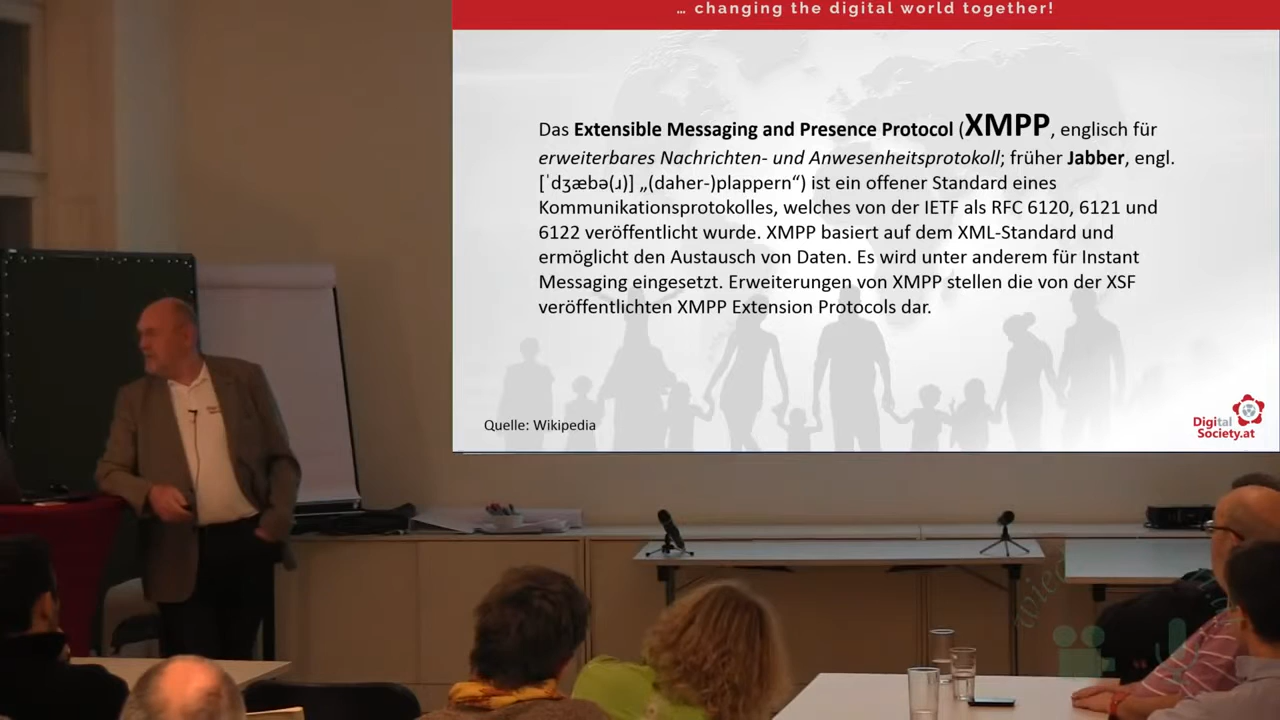 … changing the digital world together!
Das Extensible Messaging and Presence Protocol (XMPP, englisch für
erweiterbares Nachrichten- und Anwesenheitsprotokoll; früher Jabber, engl.
[ˈdʒæbə(ɹ)] „(daher-)plappern“) ist ein offener Standard eines
Kommunikationsprotokolles, welches von der IETF als RFC 6120, 6121 und
6122 veröffentlicht wurde. XMPP basiert auf dem XML-Standard und
ermöglicht den Austausch von Daten. Es wird unter anderem für Instant
Messaging eingesetzt. Erweiterungen von XMPP stellen die von der XSF
veröffentlichten XMPP Extension Protocols dar.
Quelle: Wikipedia
Digital
Society.at